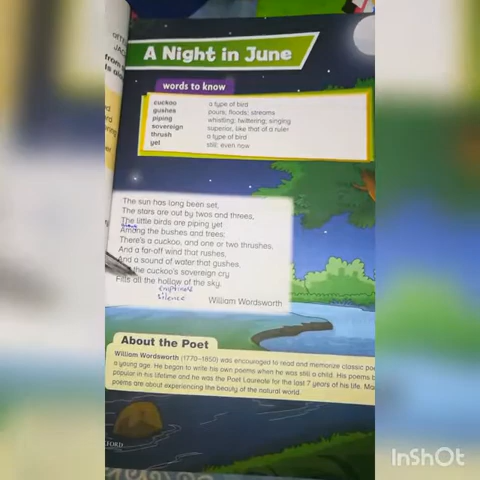 A Night in June
words to know
cuckoo a type of bird
gushes pours; floods; streams
piping whistling; twittering; singing
sovereign superior, like that of a ruler
thrush a type of bird
yet still; even now
The sun has long been set,
The stars are out by twos and threes,
The little birds are piping yet
Among the bushes and trees;
There's a cuckoo, and one or two thrushes,
And a far-off wind that rushes,
And a sound of water that gushes,
the cuckoo's sovereign cry
Fills all the hollow of the sky.
emptiness
silence
William Wordsworth
About the Poet
William Wordsworth (1770–1850) was encouraged to read and memorize classic
a young age. He began to write his own poems when he was still a child. His poems
popular in his lifetime and he was the Poet Laureate for the last 7 years of his life.
poems are about experiencing the beauty of the natural world.
InShOt